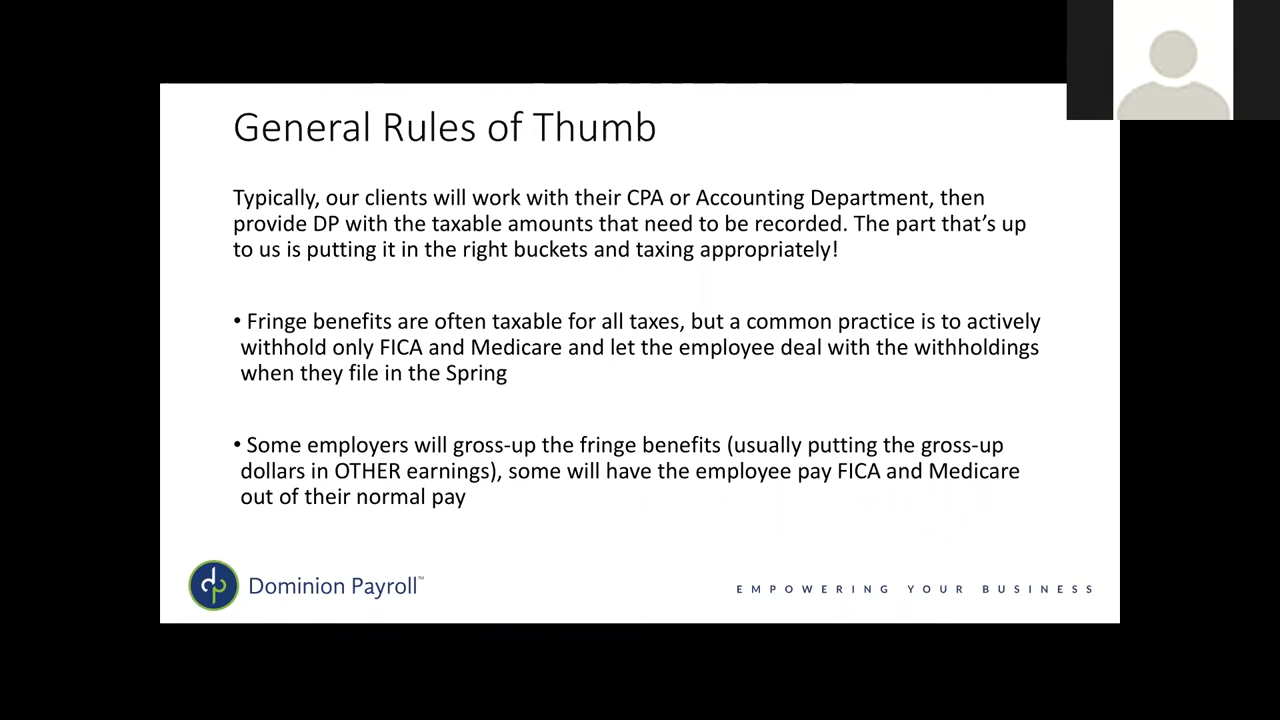 General Rules of Thumb
Typically, our clients will work with their CPA or Accounting Department, then
provide DP with the taxable amounts that need to be recorded. The part that’s up
to us is putting it in the right buckets and taxing appropriately!
• Fringe benefits are often taxable for all taxes, but a common practice is to actively
withhold only FICA and Medicare and let the employee deal with the withholdings
when they file in the Spring
• Some employers will gross-up the fringe benefits (usually putting the gross-up
dollars in OTHER earnings), some will have the employee pay FICA and Medicare
out of their normal pay
dp Dominion Payroll™
EMPOWERING YOUR BUSINESS